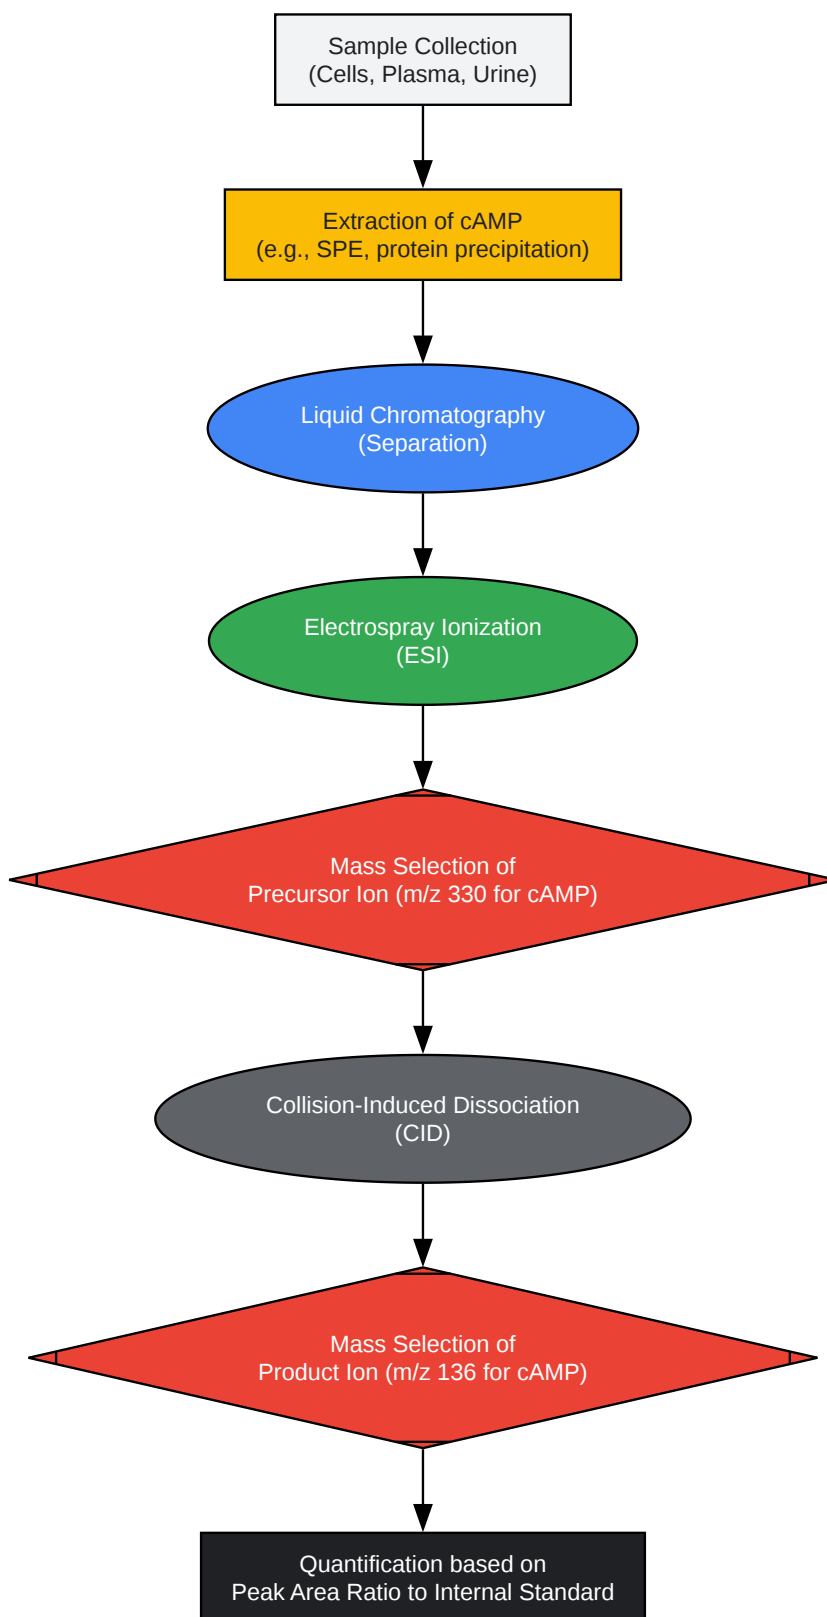 Sample Collection
(Cells, Plasma, Urine)
Extraction of cAMP
(e.g., SPE, protein precipitation)
Liquid Chromatography
(Separation)
Electrospray Ionization
(ESI)
Mass Selection of
Precursor Ion (m/z 330 for cAMP)
Collision-Induced Dissociation
(CID)
Mass Selection of
Product Ion (m/z 136 for cAMP)
Quantification based on
Peak Area Ratio to Internal Standard